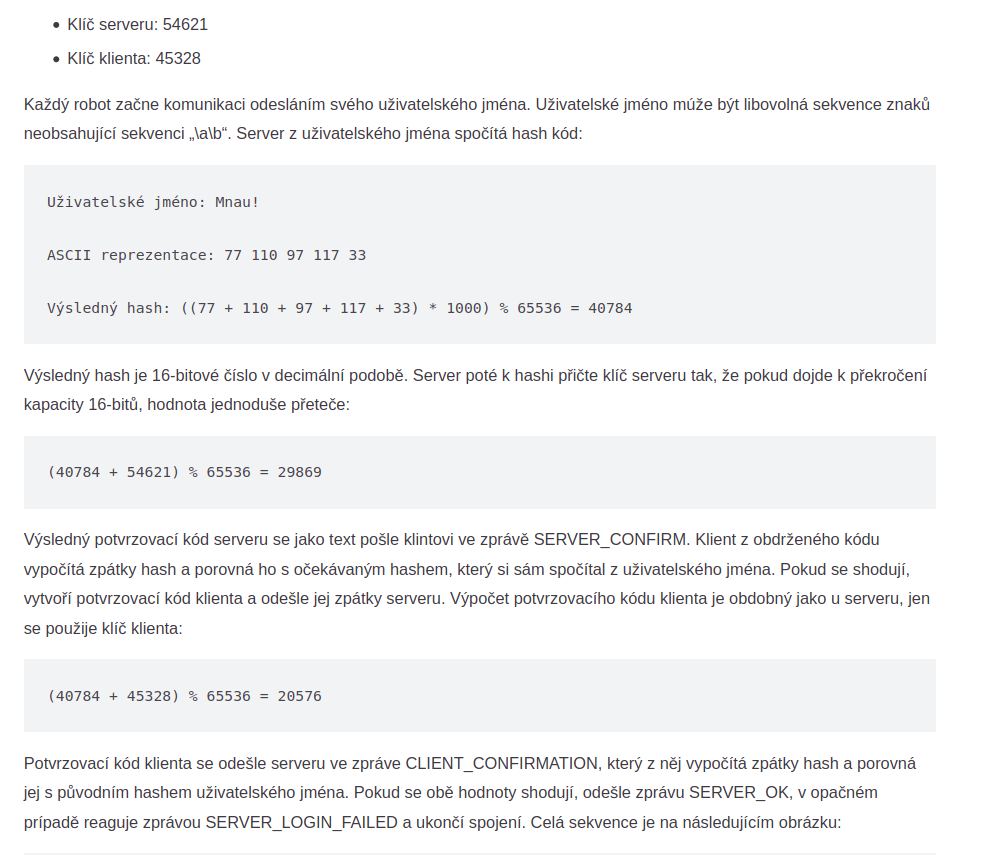 • Klíč serveru: 54621
• Klíč klienta: 45328
Každý robot začne komunikaci odesláním svého uživatelského jména. Uživatelské jméno múže být libovolná sekvence znaků
neobsahující sekvenci „\a\b“. Server z uživatelského jména spočítá hash kód:
Uživatelské jméno: Mnau!
ASCII reprezentace: 77 110 97 117 33
Výsledný hash: ((77 + 110 + 97 + 117 + 33) * 1000) % 65536 = 40784
Výsledný hash je 16-bitové číslo v decimální podobě. Server poté k hashi přičte klíč serveru tak, že pokud dojde k překročení
kapacity 16-bitů, hodnota jednoduše přeteče:
(40784 + 54621) % 65536 = 29869
Výsledný potvrzovací kód serveru se jako text pošle klintovi ve zprávě SERVER_CONFIRM. Klient z obdrženého kódu
vypočítá zpátky hash a porovná ho s očekávaným hashem, který si sám spočítal z uživatelského jména. Pokud se shodují,
vytvoří potvrzovací kód klienta a odešle jej zpátky serveru. Výpočet potvrzovacího kódu klienta je obdobný jako u serveru, jen
se použije klíč klienta:
(40784 + 45328) % 65536 = 20576
Potvrzovací kód klienta se odešle serveru ve zpráve CLIENT_CONFIRMATION, který z něj vypočítá zpátky hash a porovná
jej s původním hashem uživatelského jména. Pokud se obě hodnoty shodují, odešle zprávu SERVER_OK, v opačném
prípadě reaguje zprávou SERVER_LOGIN_FAILED a ukončí spojení. Celá sekvence je na následujícím obrázku: